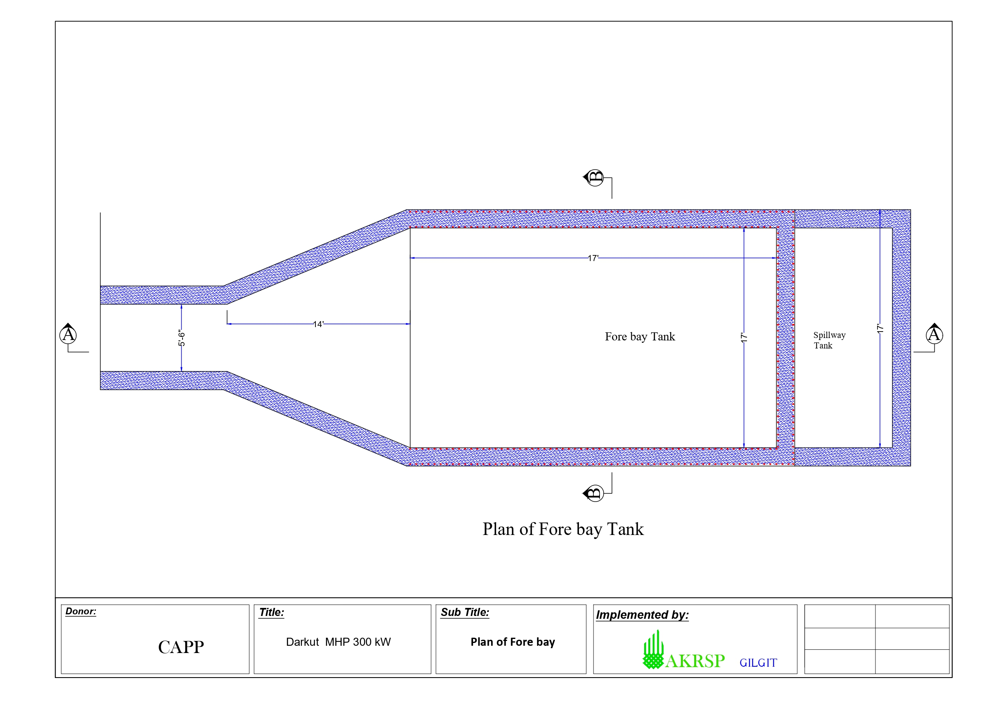 B
17'
14'
5'-6"
17'
17'
A
Fore bay Tank
Spillway
Tank
A
B
Plan of Fore bay Tank
Donor:
CAPP
Title:
Darkut MHP 300 kW
Sub Title:
Plan of Fore bay
Implemented by:
AKRSP GILGIT